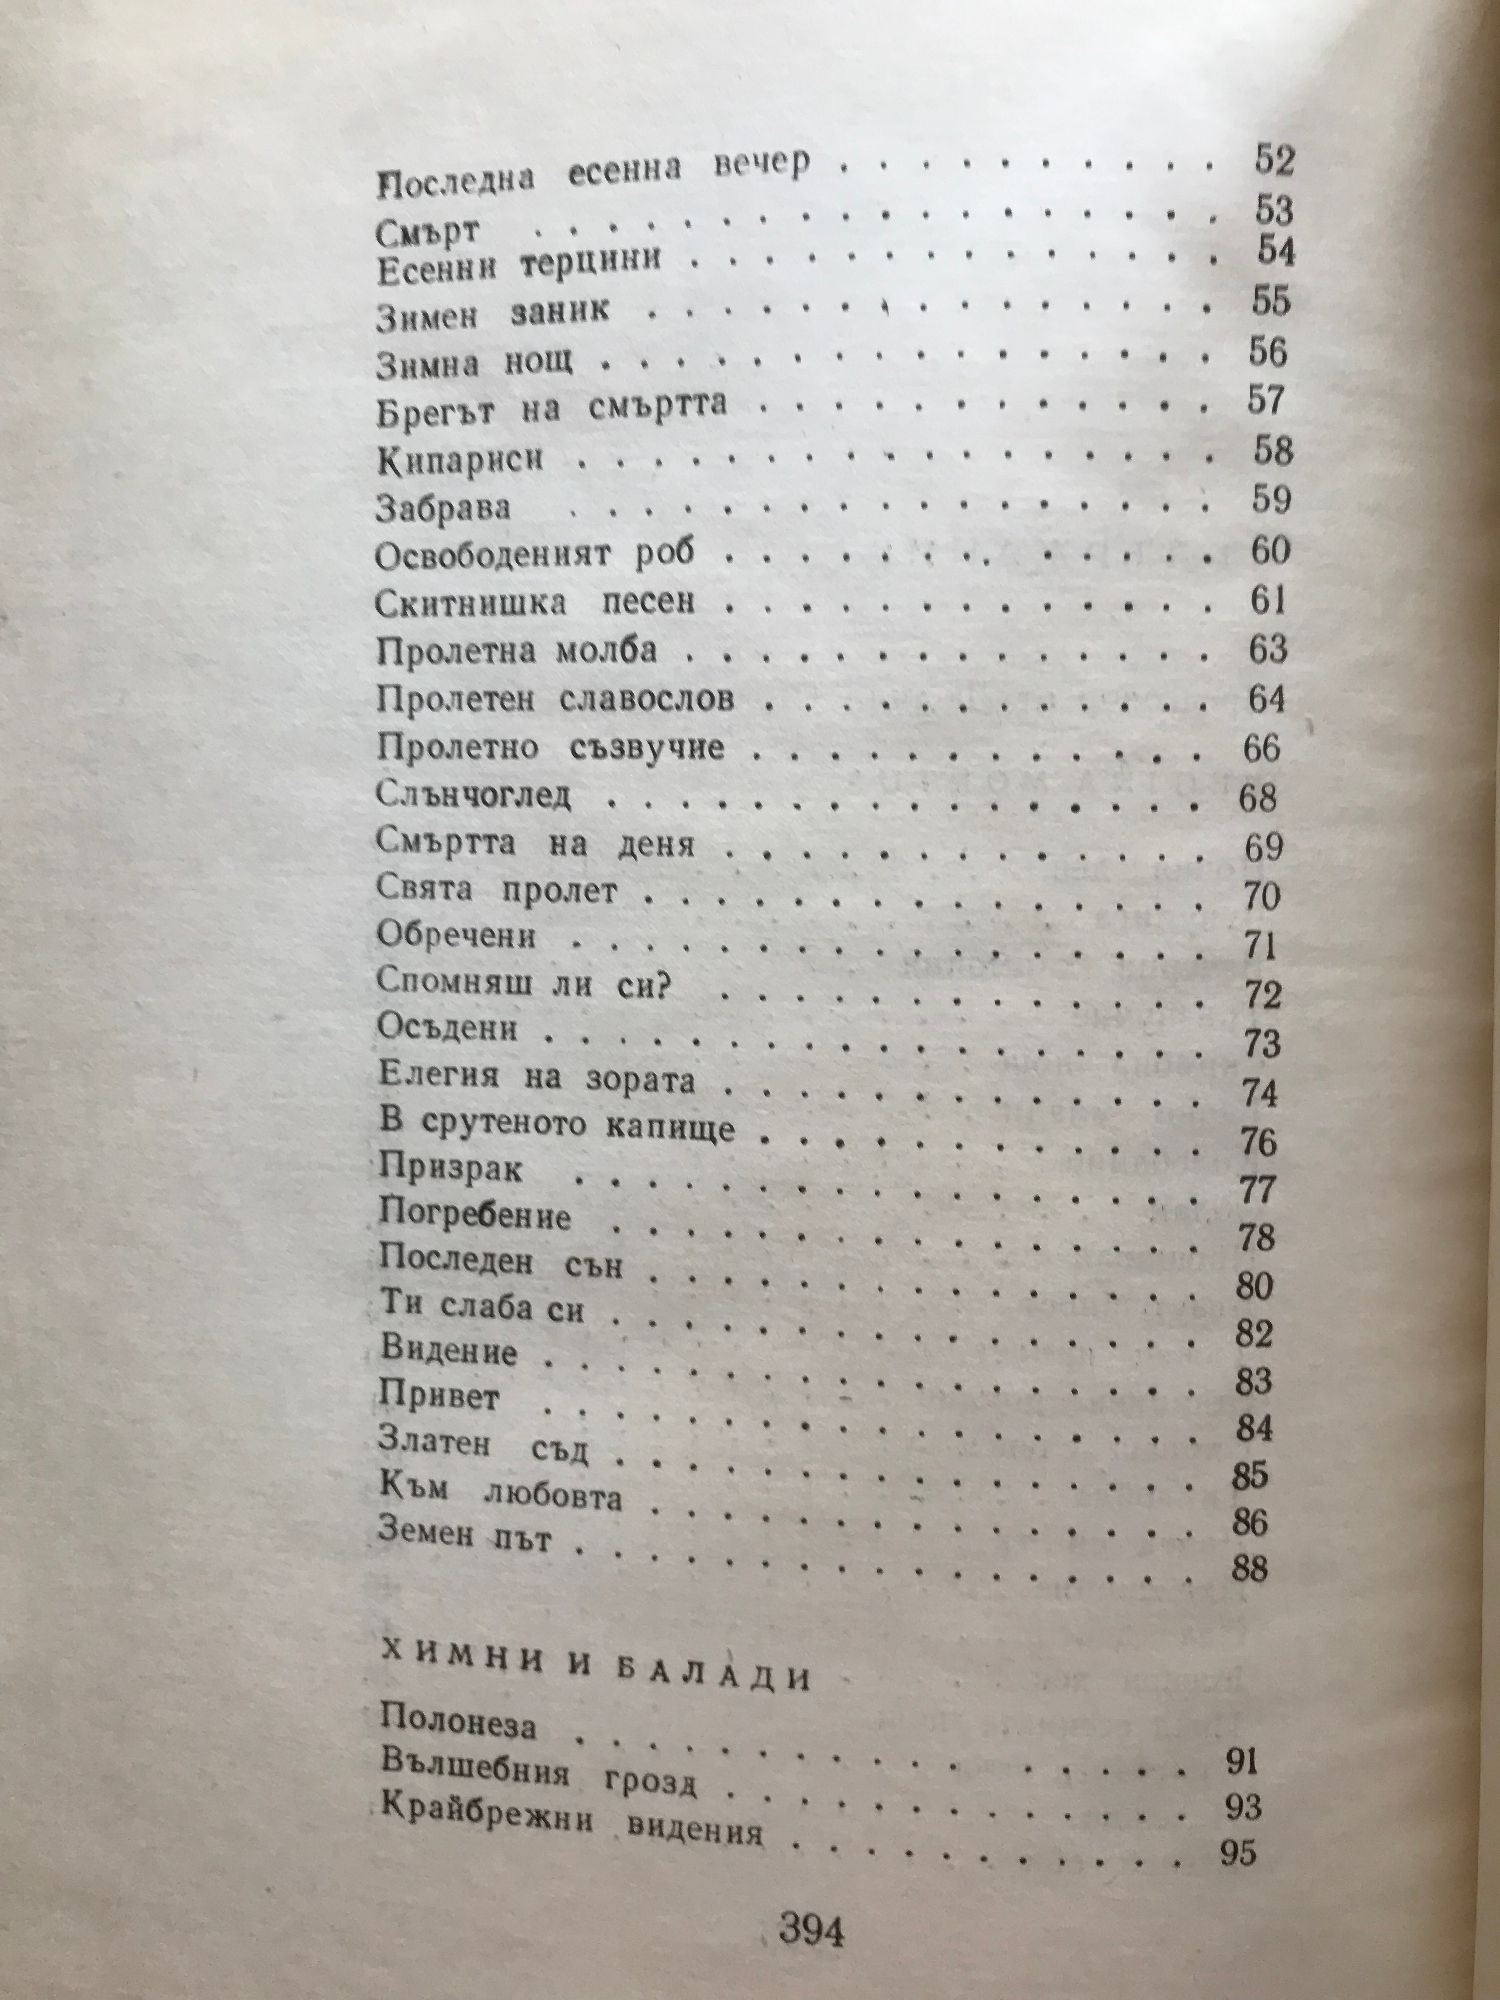 Последна есенна вечер . . . . . . . . . . 52
Смърт . . . . . . . . . . . . . . . . . . 53
Есенни терцини . . . . . . . . . . . . . . 54
Зимен заник . . . . . . . . . . . . . . . 55
Зимна нощ . . . . . . . . . . . . . . . . 56
Брегът на смъртта . . . . . . . . . . . . 57
Кипариси . . . . . . . . . . . . . . . . . 58
Забрава . . . . . . . . . . . . . . . . . 59
Освободеният роб . . . . . . . . . . . . . 60
Скитнишка песен . . . . . . . . . . . . . 61
Пролетна молба . . . . . . . . . . . . . . 63
Пролетен славослов . . . . . . . . . . . . 64
Пролетно съзвучие . . . . . . . . . . . . 66
Слънчоглед . . . . . . . . . . . . . . . . 68
Смъртта на деня . . . . . . . . . . . . . 69
Свята пролет . . . . . . . . . . . . . . . 70
Обречени . . . . . . . . . . . . . . . . . 71
Спомняш ли си? . . . . . . . . . . . . . 72
Осъдени . . . . . . . . . . . . . . . . . . 73
Елегия на зората . . . . . . . . . . . . . 74
В срутеното капище . . . . . . . . . . . . 76
Призрак . . . . . . . . . . . . . . . . . 77
Погребение . . . . . . . . . . . . . . . . 78
Последен сън . . . . . . . . . . . . . . . 80
Ти слаба си . . . . . . . . . . . . . . . . 82
Видение . . . . . . . . . . . . . . . . . . 83
Привет . . . . . . . . . . . . . . . . . . 84
Златен съд . . . . . . . . . . . . . . . . 85
Към любовта . . . . . . . . . . . . . . . 86
Земен път . . . . . . . . . . . . . . . . . 88
ХИМНИ И БАЛАДИ
Полонеза . . . . . . . . . . . . . . . . 91
Вълшебния грозд . . . . . . . . . . . . . 93
Крайбрежни видения . . . . . . . . . . . 95
394